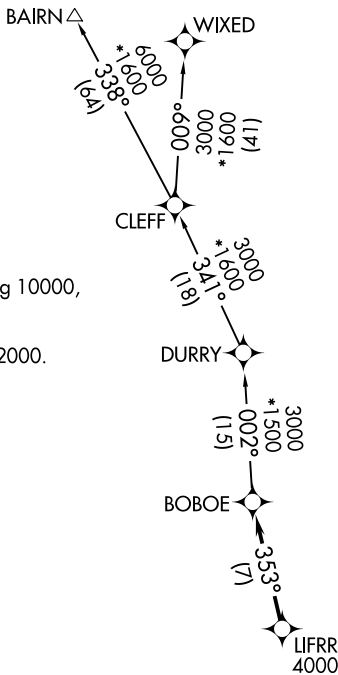 BAIRN
WIXED
6000
*1600
338°
(64)
009°
3000
*1600
(41)
CLEFF
3000
*1600
341°
(18)
g 10000,
2000.
DURRY
3000
*1500
002°
(15)
BOBOE
353°
(7)
LIFRR
4000